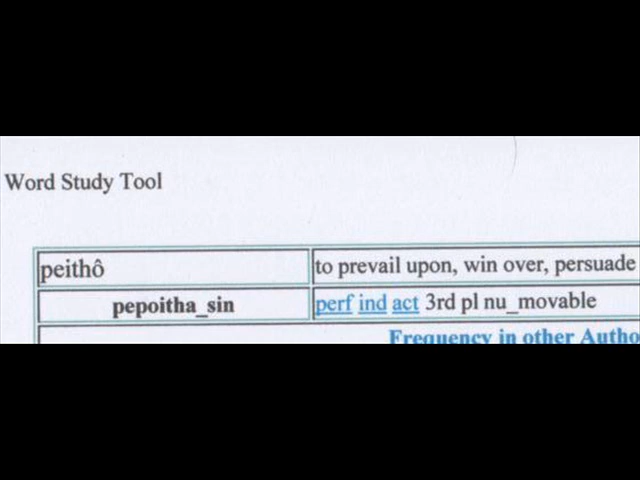 Word Study Tool
peithô to prevail upon, win over, persuade
pepoitha_sin perf ind act 3rd pl nu_movable
Frequency in other Autho